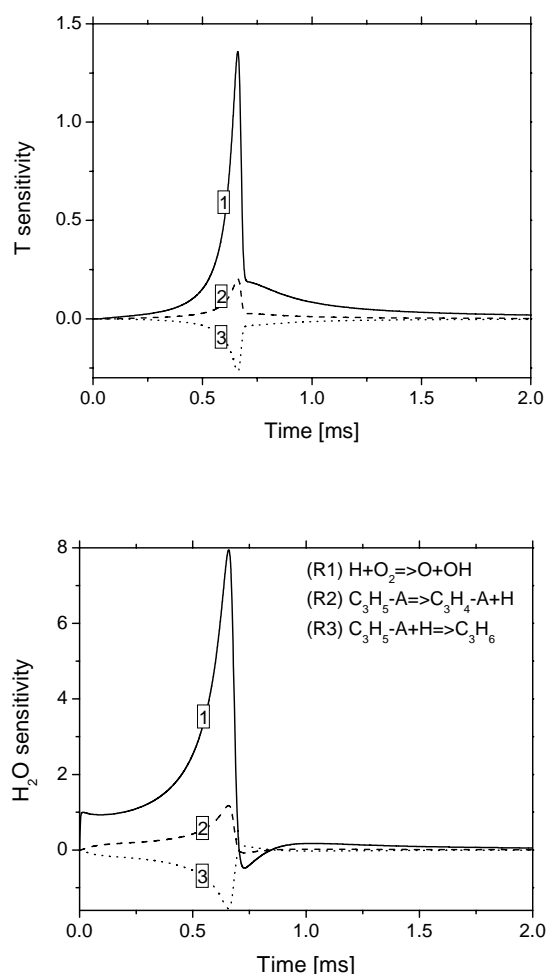 1.5
1.0
0.5
0.0
T sensitivity
1
2
3
0.0 0.5 1.0 1.5 2.0
Time [ms]
8
6
4
2
0
H₂O sensitivity
(R1) H+O₂=>O+OH
(R2) C₃H₅-A=>C₃H₄-A+H
(R3) C₃H₅-A+H=>C₃H₆
1
2
3
0.0 0.5 1.0 1.5 2.0
Time [ms]